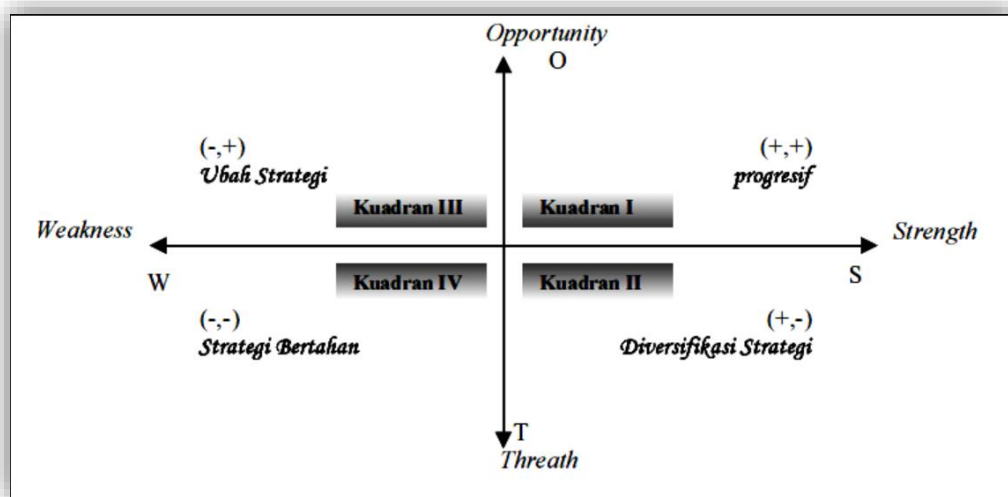 Opportunity
O
(-,+)
Ubah Strategi
(+,+)
progresif
Kuadran III
Kuadran I
Weakness
Strength
W
Kuadran IV
Kuadran II
S
(-,-)
Strategi Bertahan
(+,-)
Diversifikasi Strategi
T
Threath